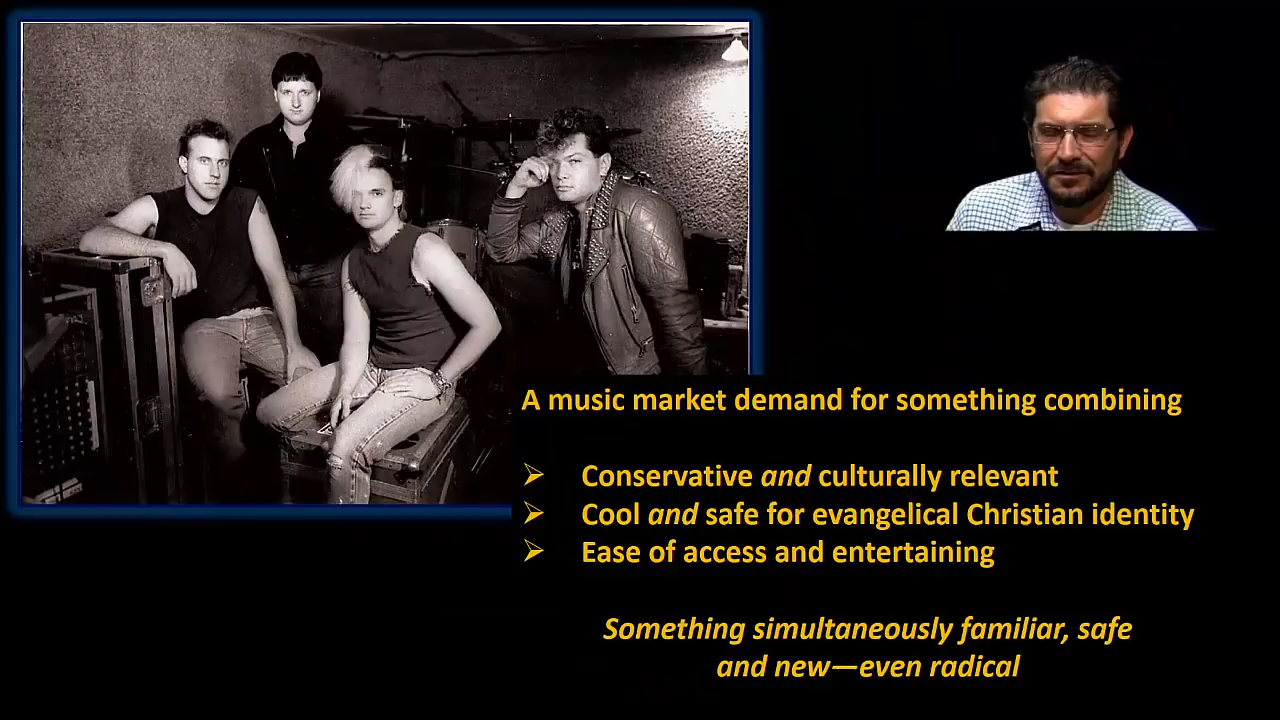 A music market demand for something combining
➢ Conservative and culturally relevant
➢ Cool and safe for evangelical Christian identity
➢ Ease of access and entertaining
Something simultaneously familiar, safe
and new—even radical